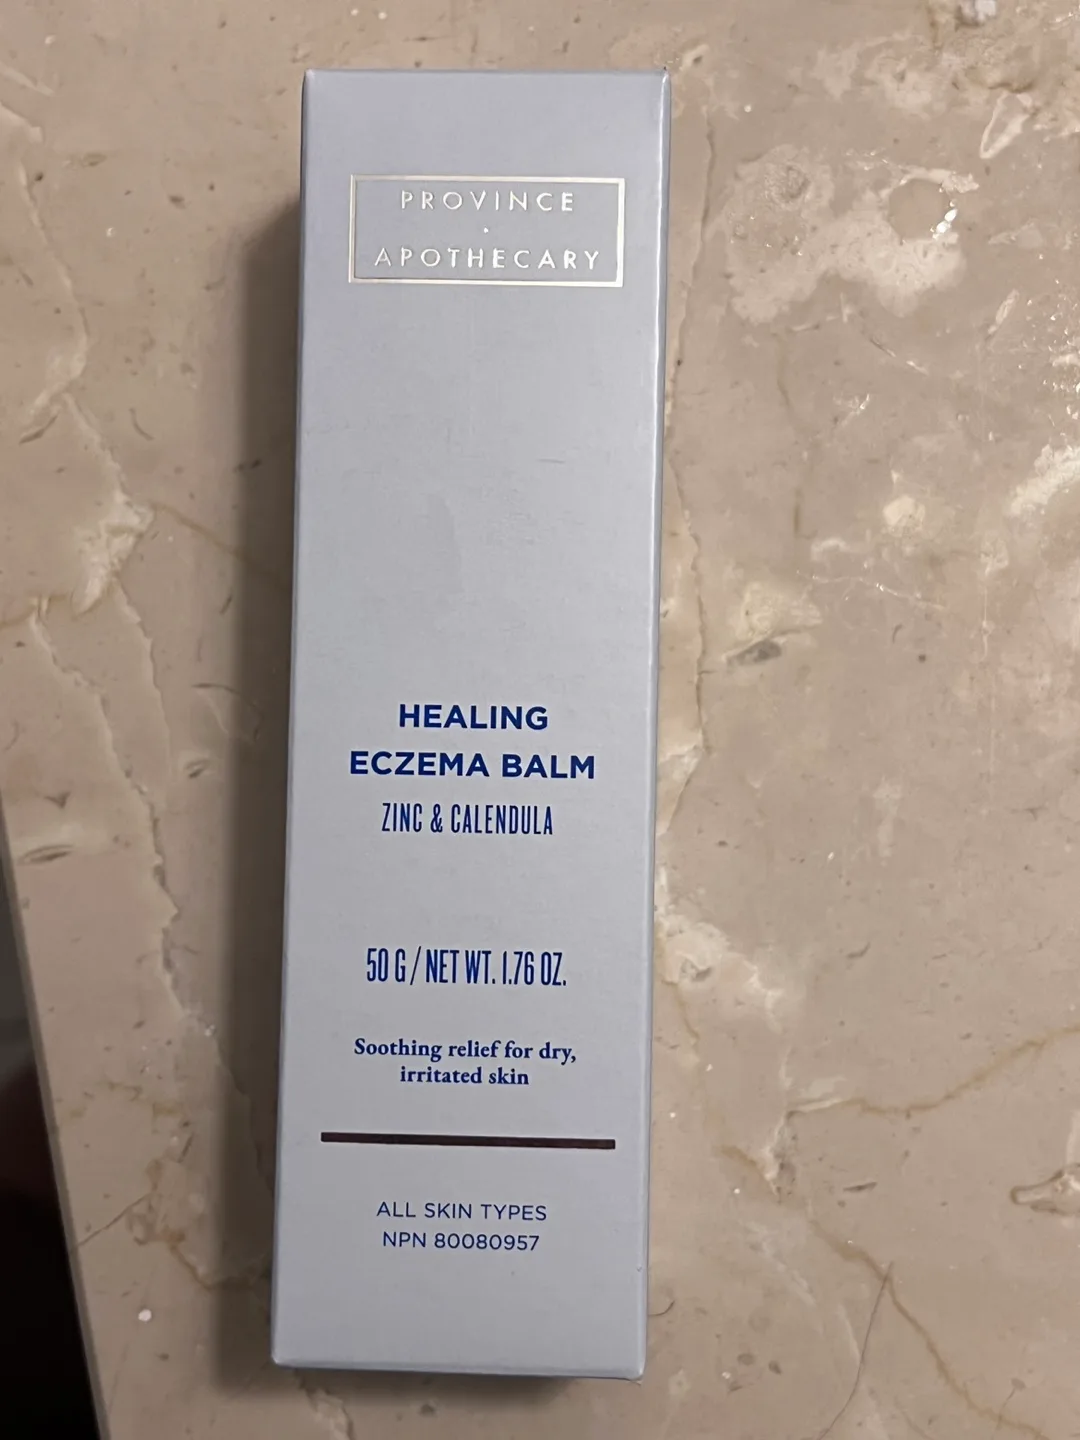 PROVINCE
·
APOTHECARY
HEALING
ECZEMA BALM
ZINC & CALENDULA
50 G / NET WT. 1.76 OZ.
Soothing relief for dry,
irritated skin
ALL SKIN TYPES
NPN 80080957